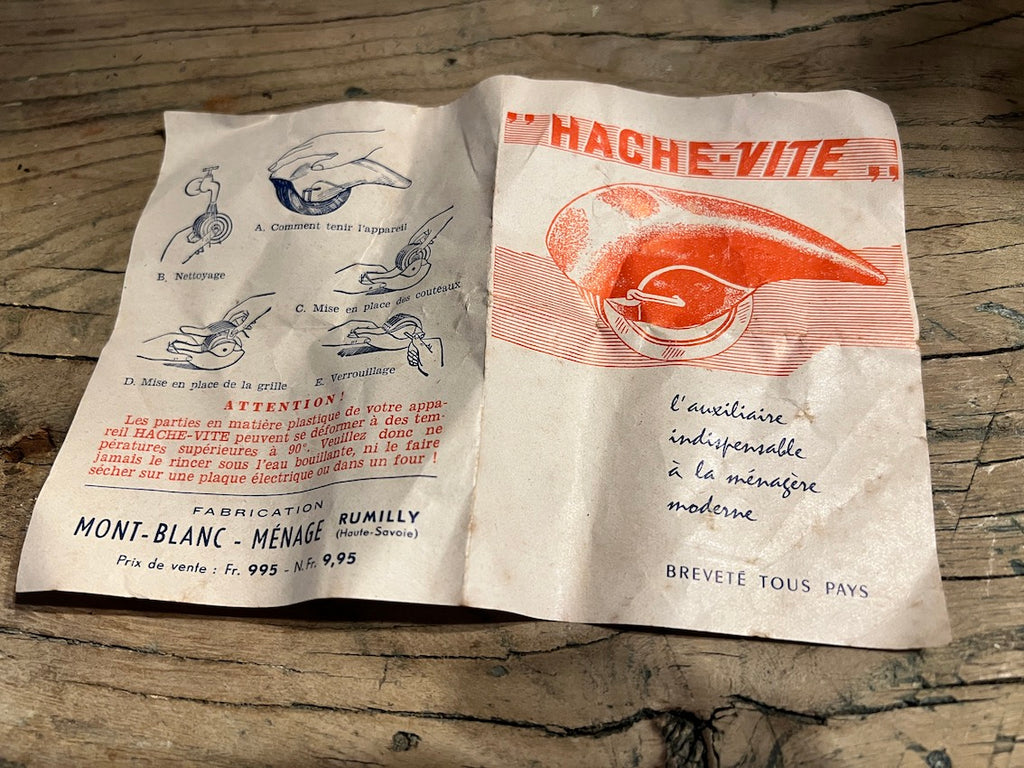 A. Comment tenir l'appareil
B. Nettoyage
C. Mise en place des couteaux
D. Mise en place de la grille
E. Verrouillage
ATTENTION !
Les parties en matière plastique de votre appa-
reil HACHE-VITE peuvent se déformer à des tem-
pératures supérieures à 90°. Veuillez donc ne
jamais le rincer sous l'eau bouillante, ni le faire
sécher sur une plaque électrique ou dans un four !
FABRICATION
MONT-BLANC - MÉNAGE RUMILLY
(Haute-Savoie)
Prix de vente : Fr. 995 - N. Fr. 9,95
,, HACHE-VITE ,,
l'auxiliaire
indispensable
à la ménagère
moderne
BREVETÉ TOUS PAYS